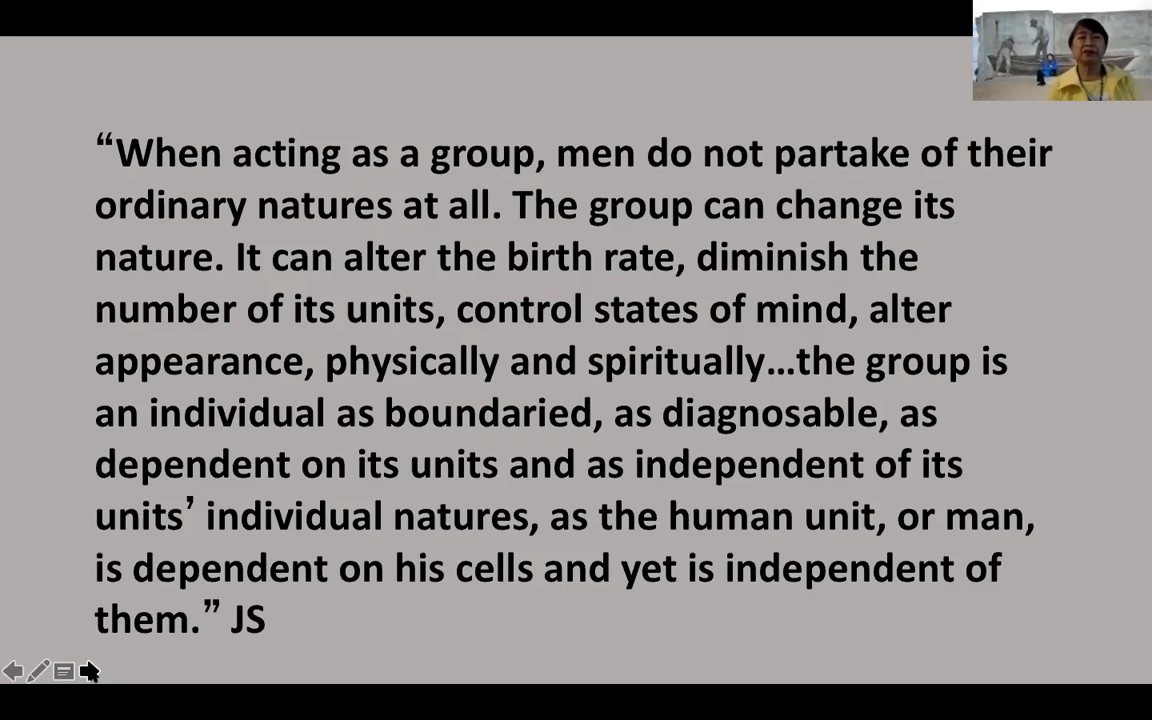 “When acting as a group, men do not partake of their
ordinary natures at all. The group can change its
nature. It can alter the birth rate, diminish the
number of its units, control states of mind, alter
appearance, physically and spiritually…the group is
an individual as boundaried, as diagnosable, as
dependent on its units and as independent of its
units’ individual natures, as the human unit, or man,
is dependent on his cells and yet is independent of
them.” JS